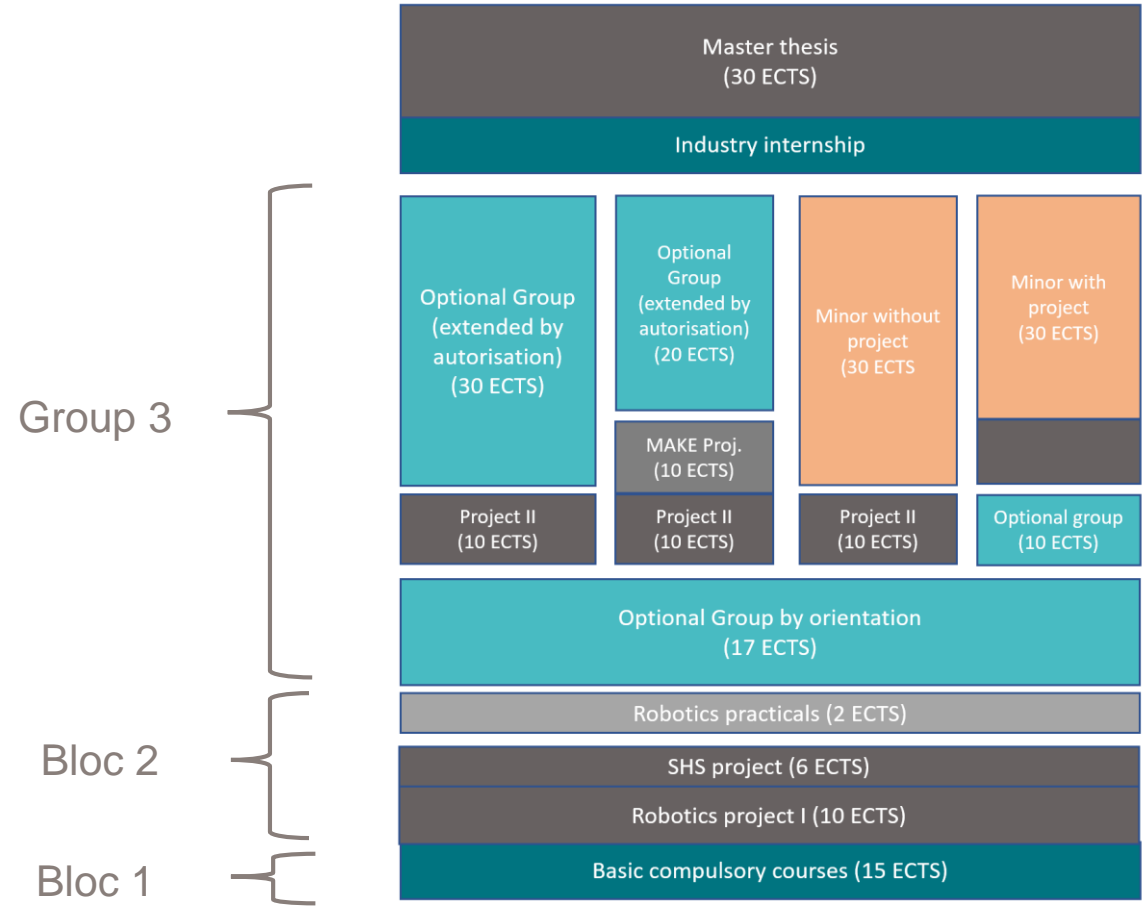 Master thesis
(30 ECTS)
Industry internship
Group 3
Optional Group
(extended by
autorisation)
(30 ECTS)
Optional
Group
(extended by
autorisation)
(20 ECTS)
Minor without
project
(30 ECTS
Minor with
project
(30 ECTS)
MAKE Proj.
(10 ECTS)
Project II
(10 ECTS)
Project II
(10 ECTS)
Project II
(10 ECTS)
Optional group
(10 ECTS)
Optional Group by orientation
(17 ECTS)
Bloc 2
Robotics practicals (2 ECTS)
SHS project (6 ECTS)
Robotics project I (10 ECTS)
Bloc 1
Basic compulsory courses (15 ECTS)